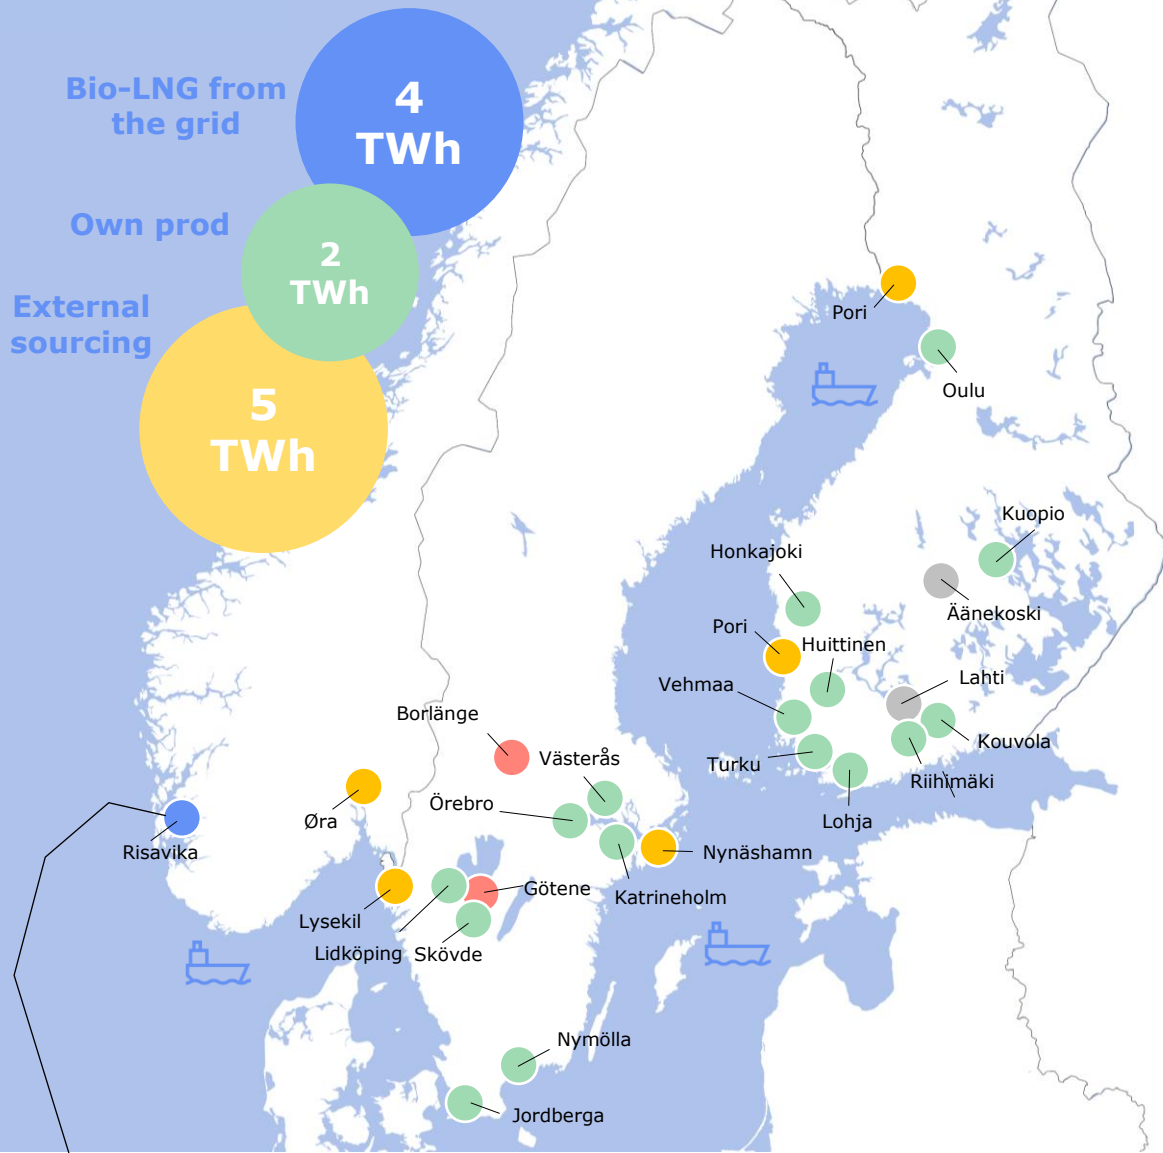 Bio-LNG from
the grid
4
TWh
Own prod
2
TWh
External
sourcing
5
TWh
Pori
Oulu
Kuopio
Honkajoki
Äänekoski
Pori
Huittinen
Vehmaa
Lahti
Borlänge
Västerås
Turku
Kouvola
Riihimäki
Örebro
Øra
Lohja
Risavika
Nynäshamn
Götene
Katrineholm
Lysekil
Lidköping
Skövde
Nymölla
Jordberga